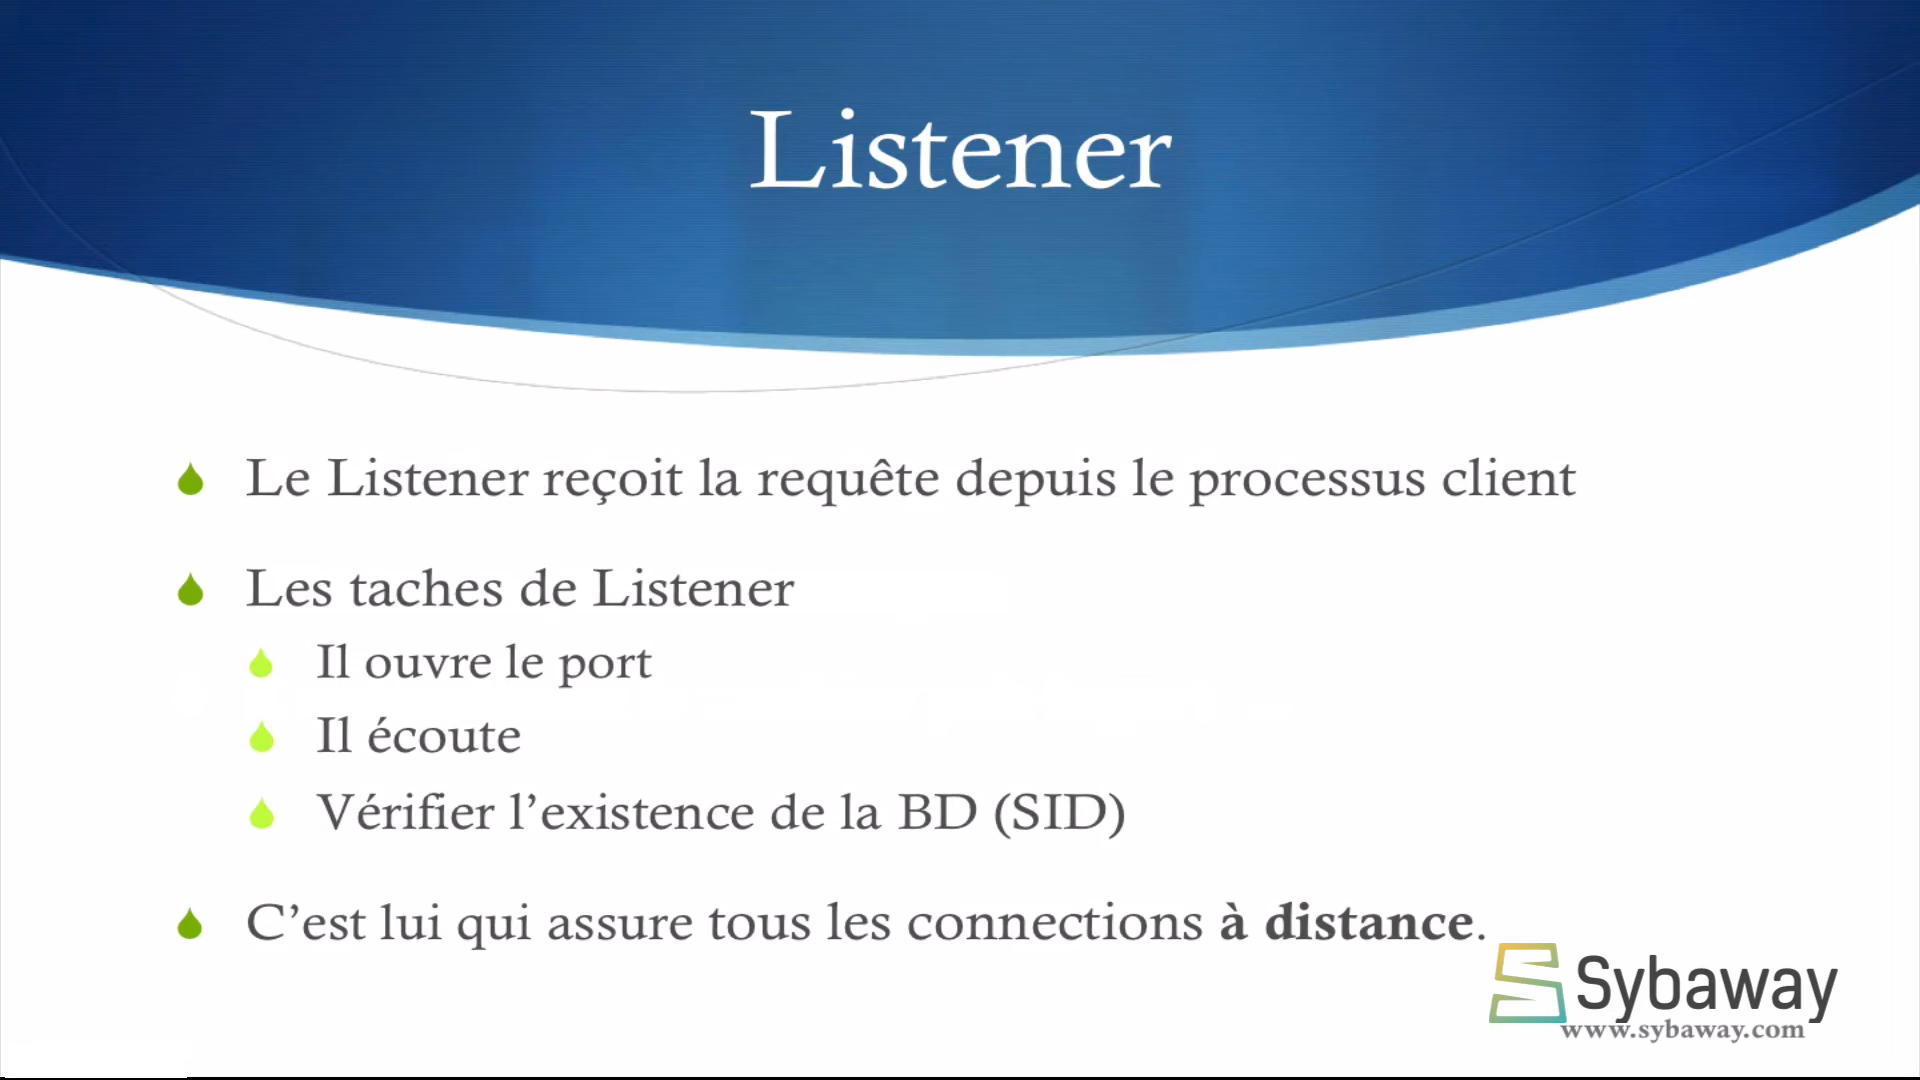 Listener
Le Listener reçoit la requête depuis le processus client
Les taches de Listener
Il ouvre le port
Il écoute
Vérifier l’existence de la BD (SID)
C’est lui qui assure tous les connections à distance.
Sybaway
www.sybaway.com